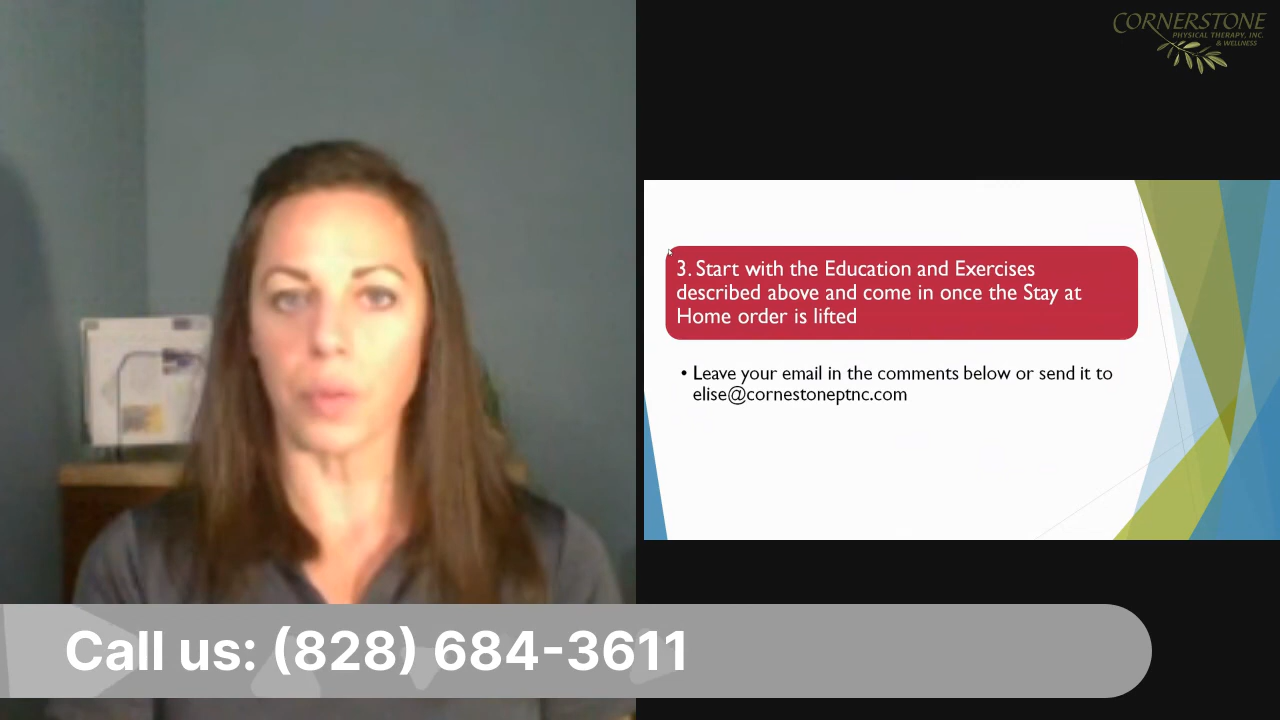 CORNERSTONE
PHYSICAL THERAPY, INC.
& WELLNESS
3. Start with the Education and Exercises
described above and come in once the Stay at
Home order is lifted
• Leave your email in the comments below or send it to
elise@cornestoneptnc.com
Call us: (828) 684-3611